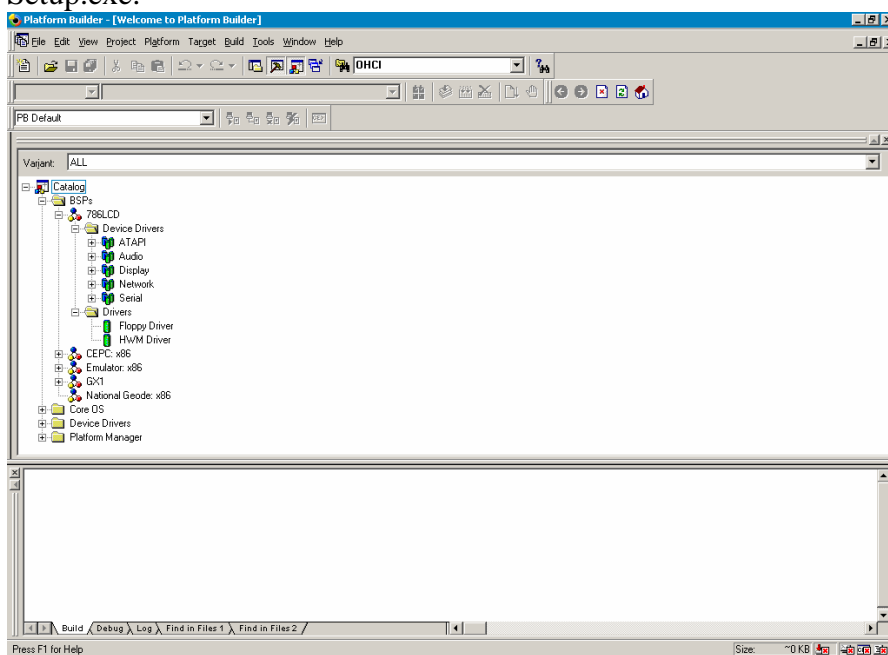 Setup.exe.
Platform Builder - [Welcome to Platform Builder]
File Edit View Project Platform Target Build Tools Window Help
OHCI
PB Default
Variant: ALL
Catalog
BSPs
786LCD
Device Drivers
ATAPI
Audio
Display
Network
Serial
Drivers
Floppy Driver
HWM Driver
CEPC: x86
Emulator: x86
GX1
National Geode: x86
Core OS
Device Drivers
Platform Manager
Build Debug Log Find in Files 1 Find in Files 2
Press F1 for Help Size: ~0 KB